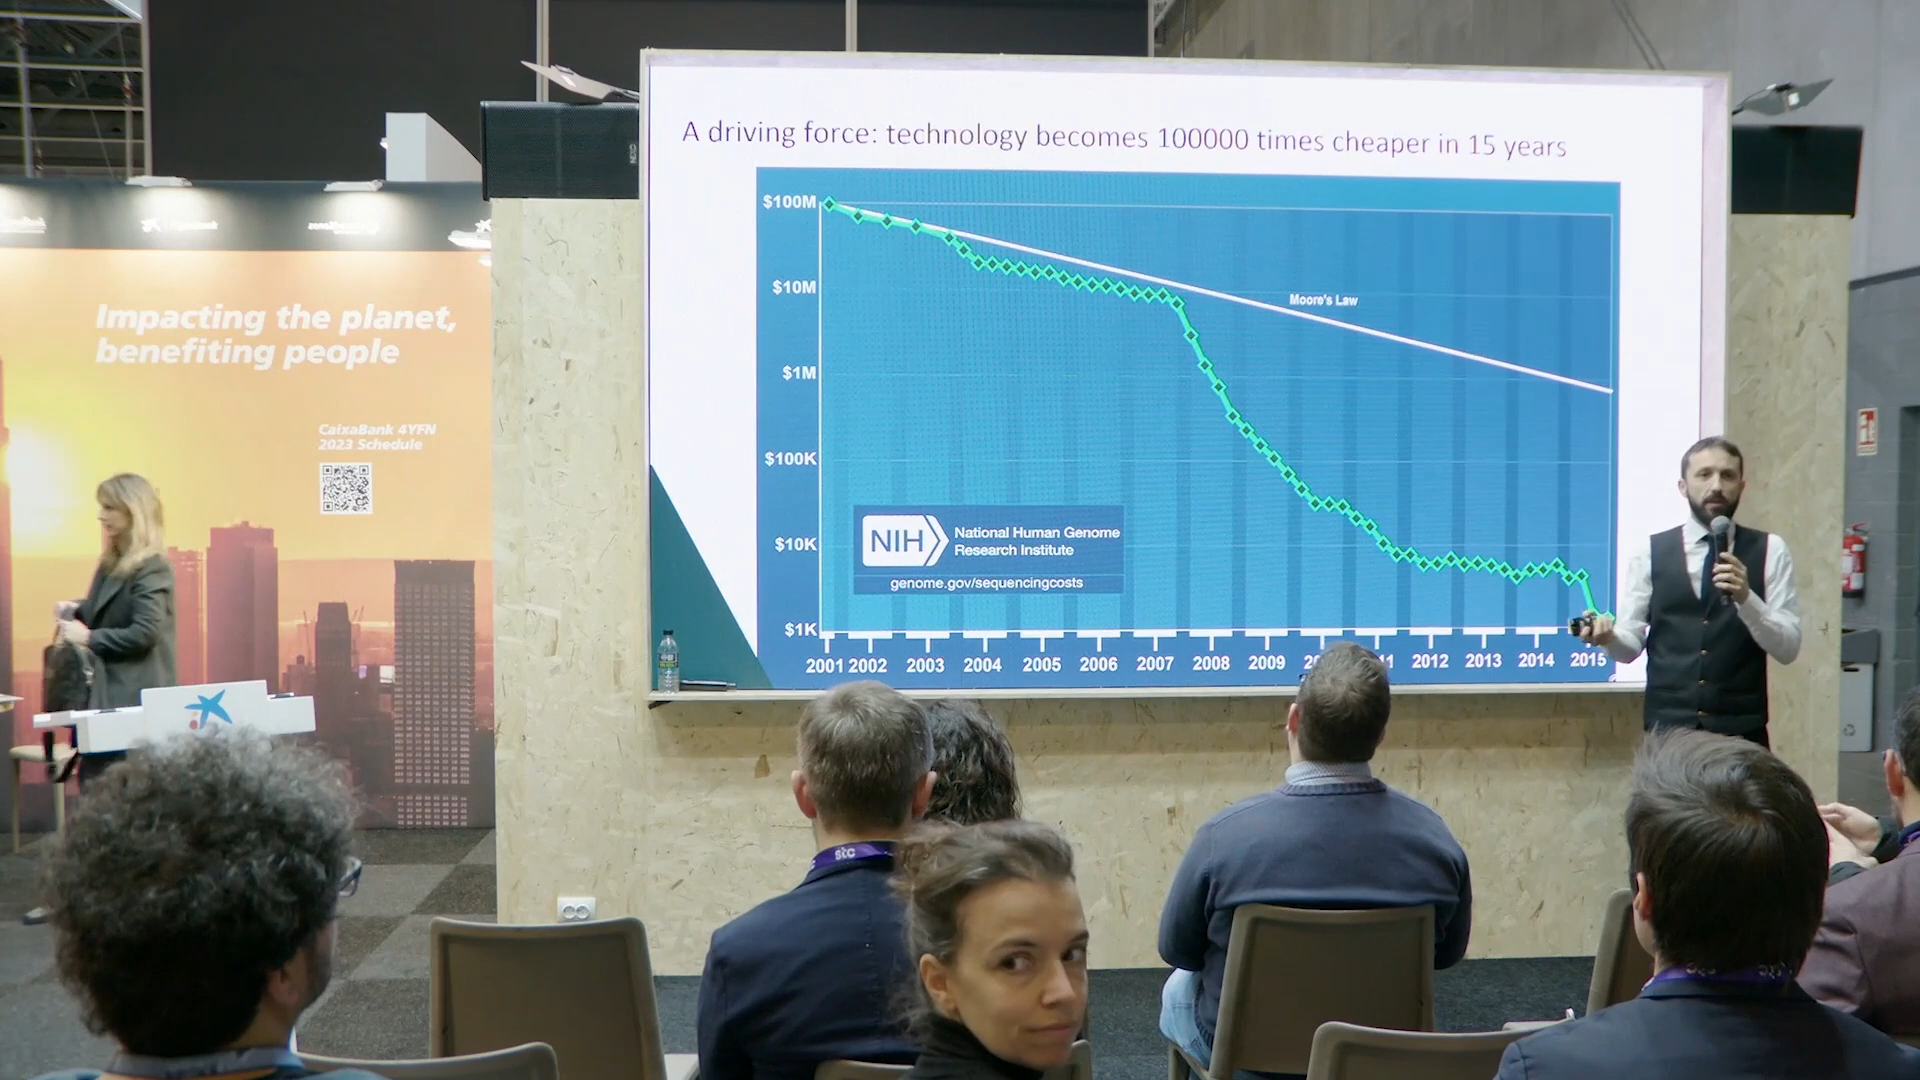 A driving force: technology becomes 100000 times cheaper in 15 years
$100M
$10M
$1M
$100K
$10K
$1K
Moore's Law
NIH
National Human Genome
Research Institute
genome.gov/sequencingcosts
2001 2002 2003 2004 2005 2006 2007 2008 2009 2012 2013 2014 2015
Impacting the planet,
benefiting people
CaixaBank 4YFN
2023 Schedule
stc